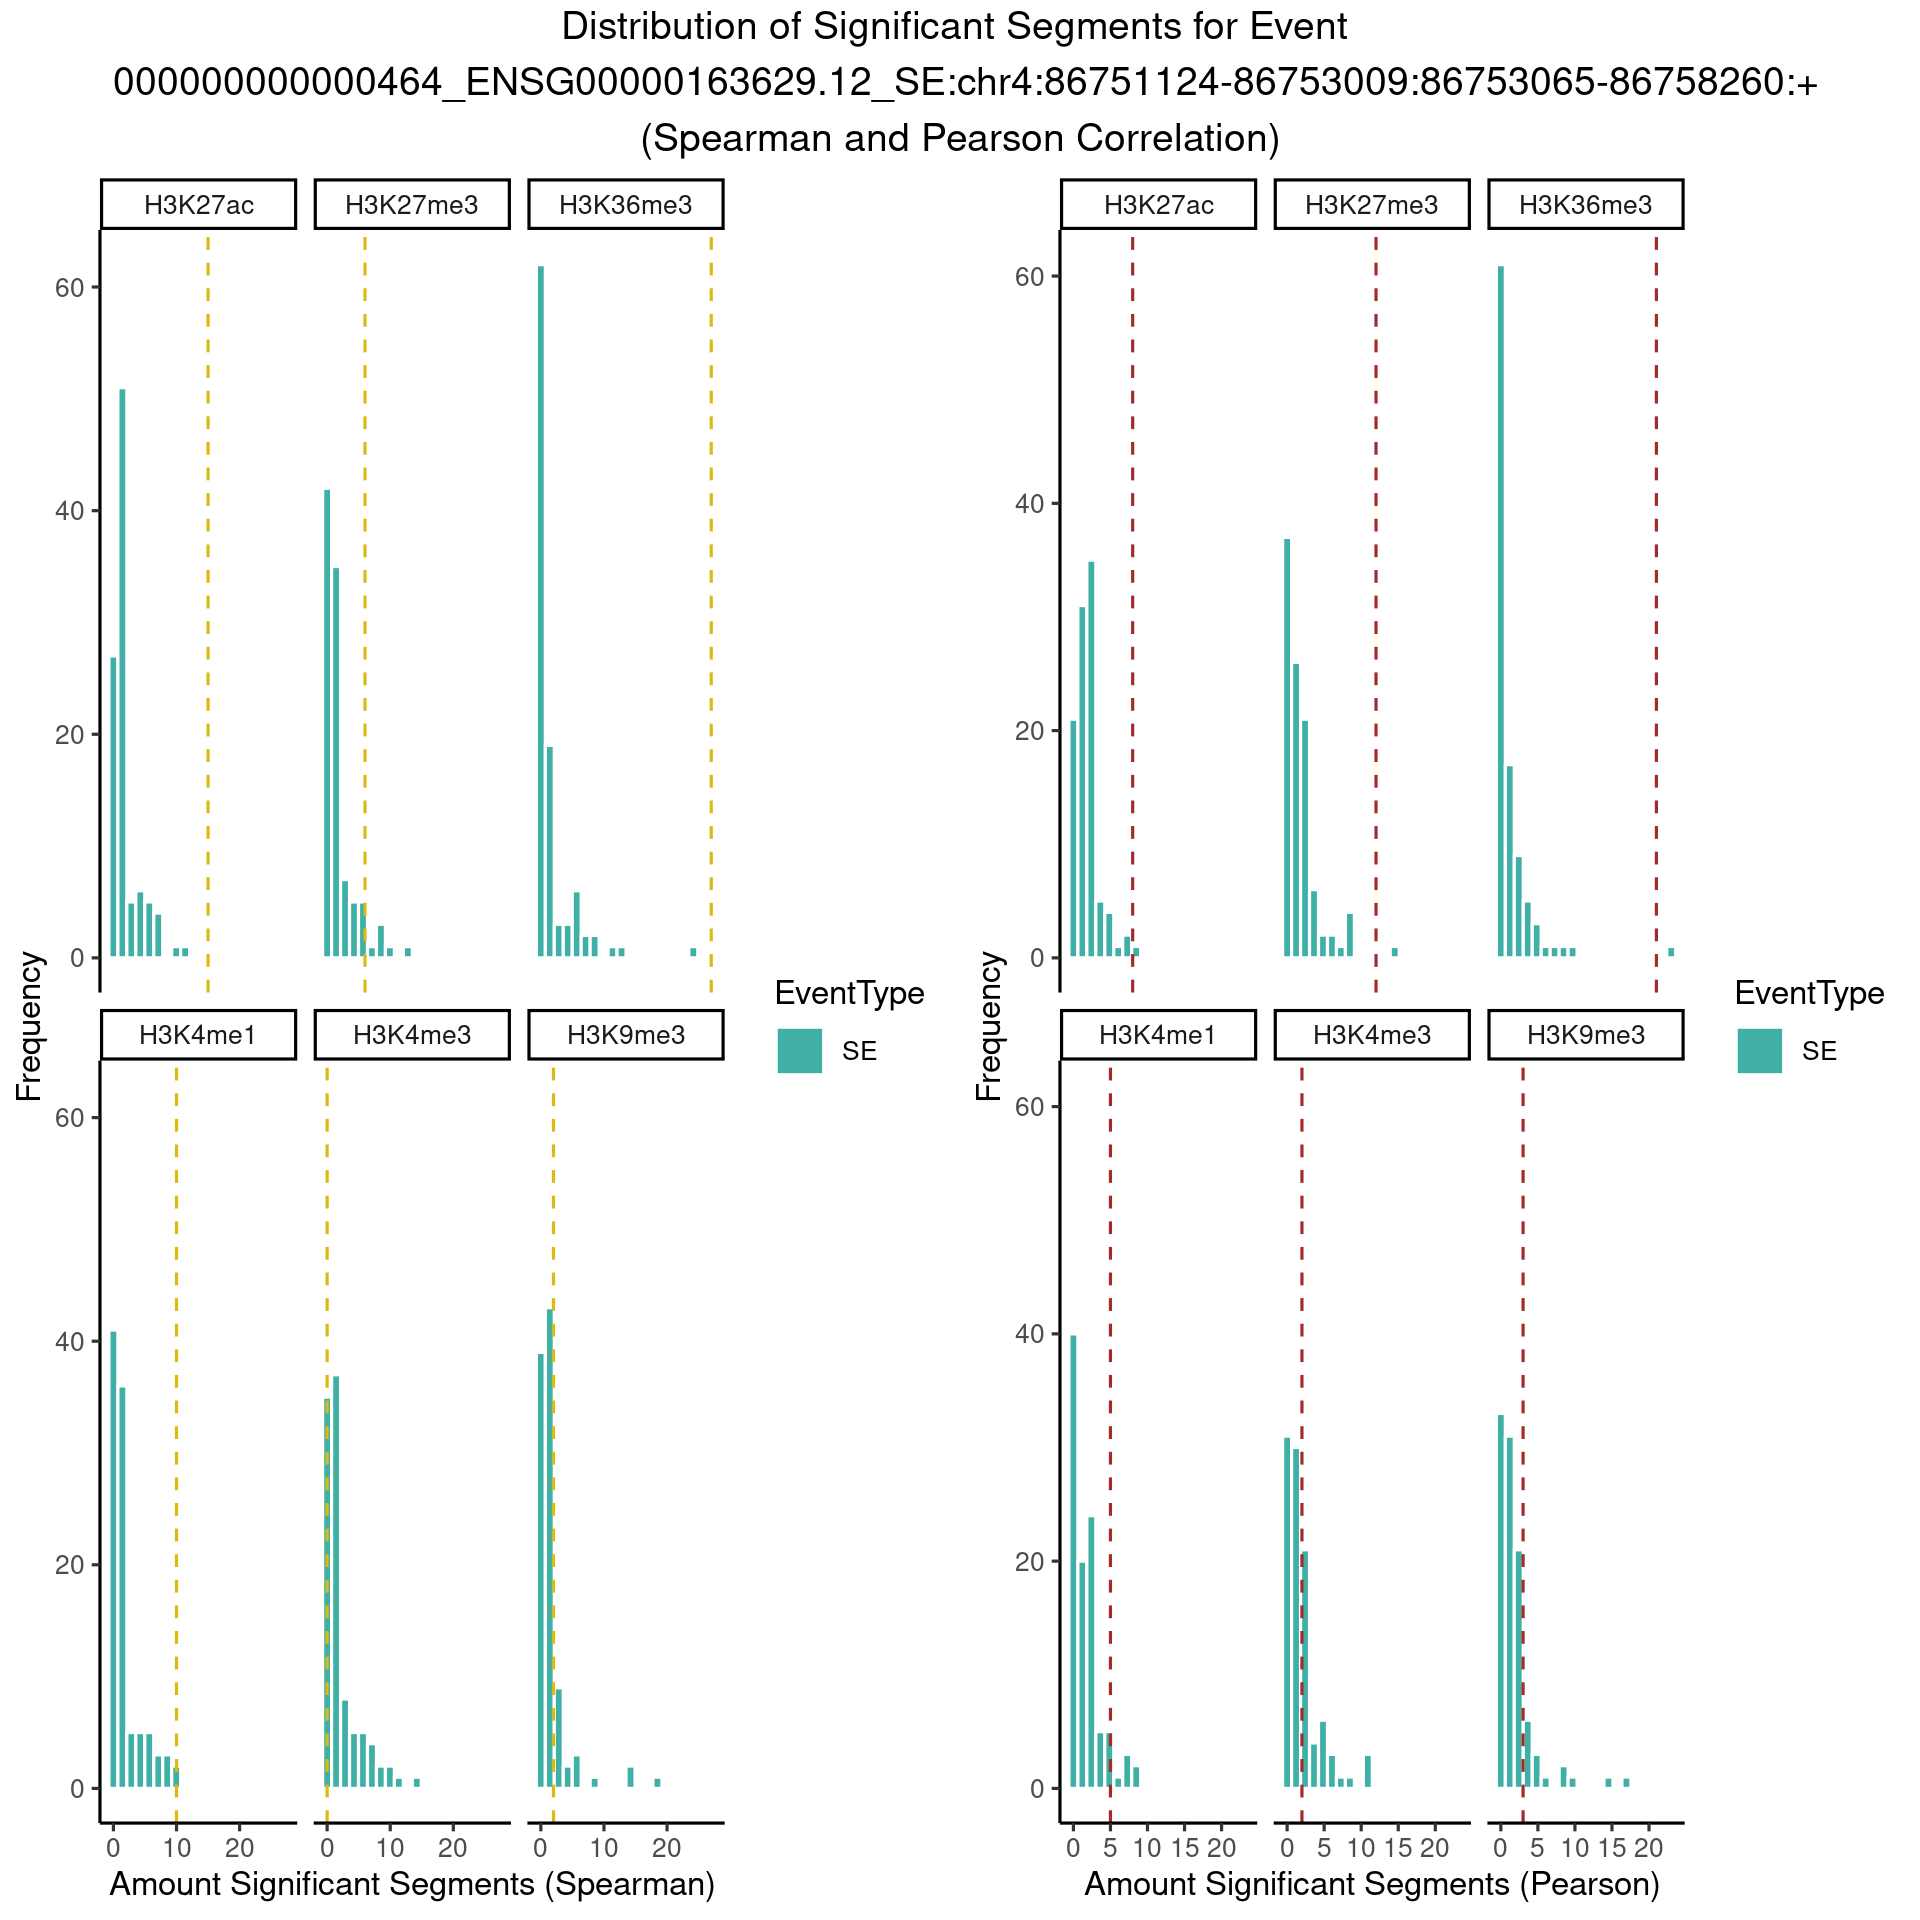 Distribution of Significant Segments for Event
000000000000464_ENSG00000163629.12_SE:chr4:86751124-86753009:86753065-86758260:+
(Spearman and Pearson Correlation)
H3K27ac H3K27me3 H3K36me3
60
40
20
0
H3K4me1 H3K4me3 H3K9me3
60
40
20
0
0 10 20 0 10 20 0 10 20
Frequency
Amount Significant Segments (Spearman)
EventType
SE
H3K27ac H3K27me3 H3K36me3
60
40
20
0
H3K4me1 H3K4me3 H3K9me3
60
40
20
0
0 5 10 15 20 0 5 10 15 20 0 5 10 15 20
Frequency
Amount Significant Segments (Pearson)
EventType
SE